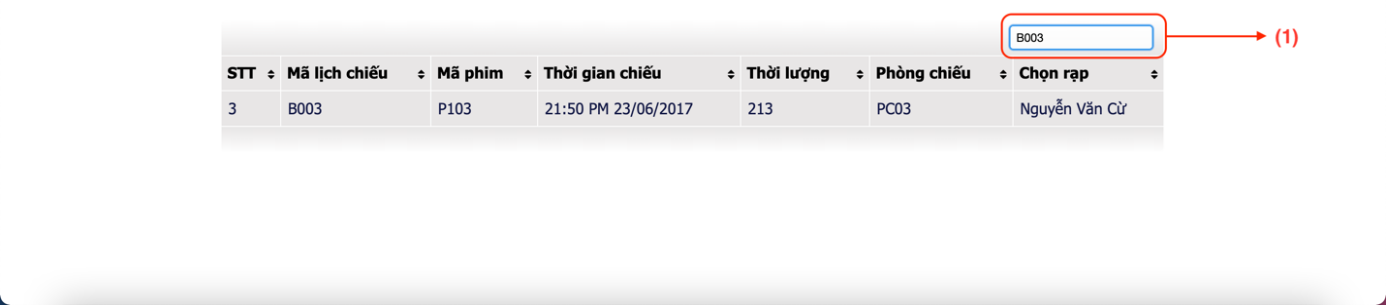 B003
(1)
STT Mã lịch chiếu Mã phim Thời gian chiếu Thời lượng Phòng chiếu Chọn rạp
3 B003 P103 21:50 PM 23/06/2017 213 PC03 Nguyễn Văn Cừ